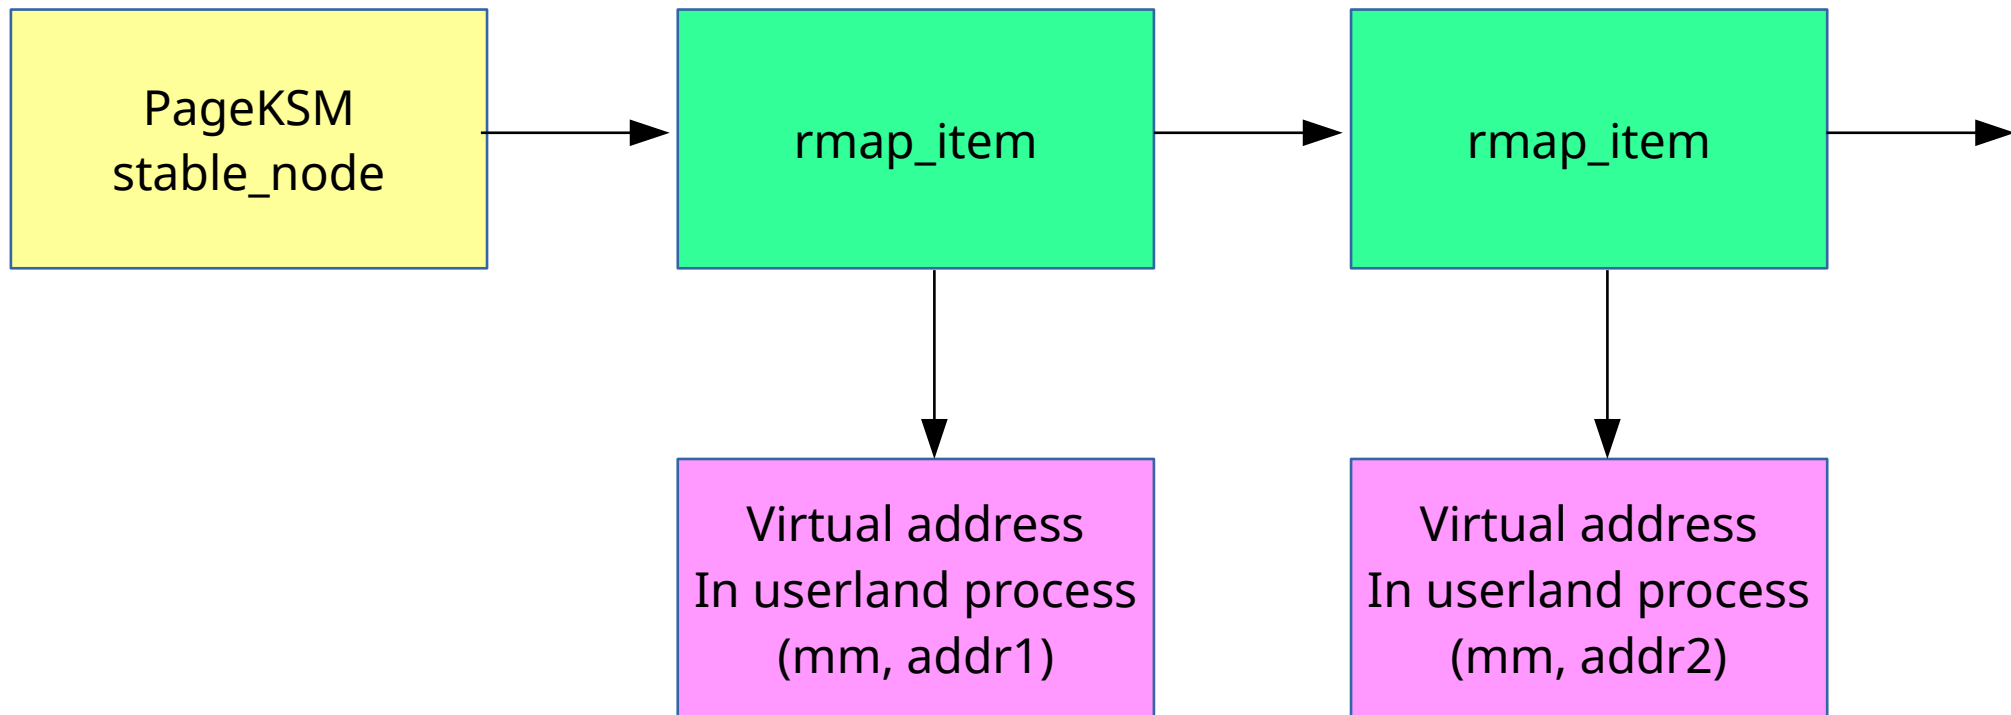 PageKSM
stable_node
rmap_item
rmap_item
Virtual address
In userland process
(mm, addr1)
Virtual address
In userland process
(mm, addr2)